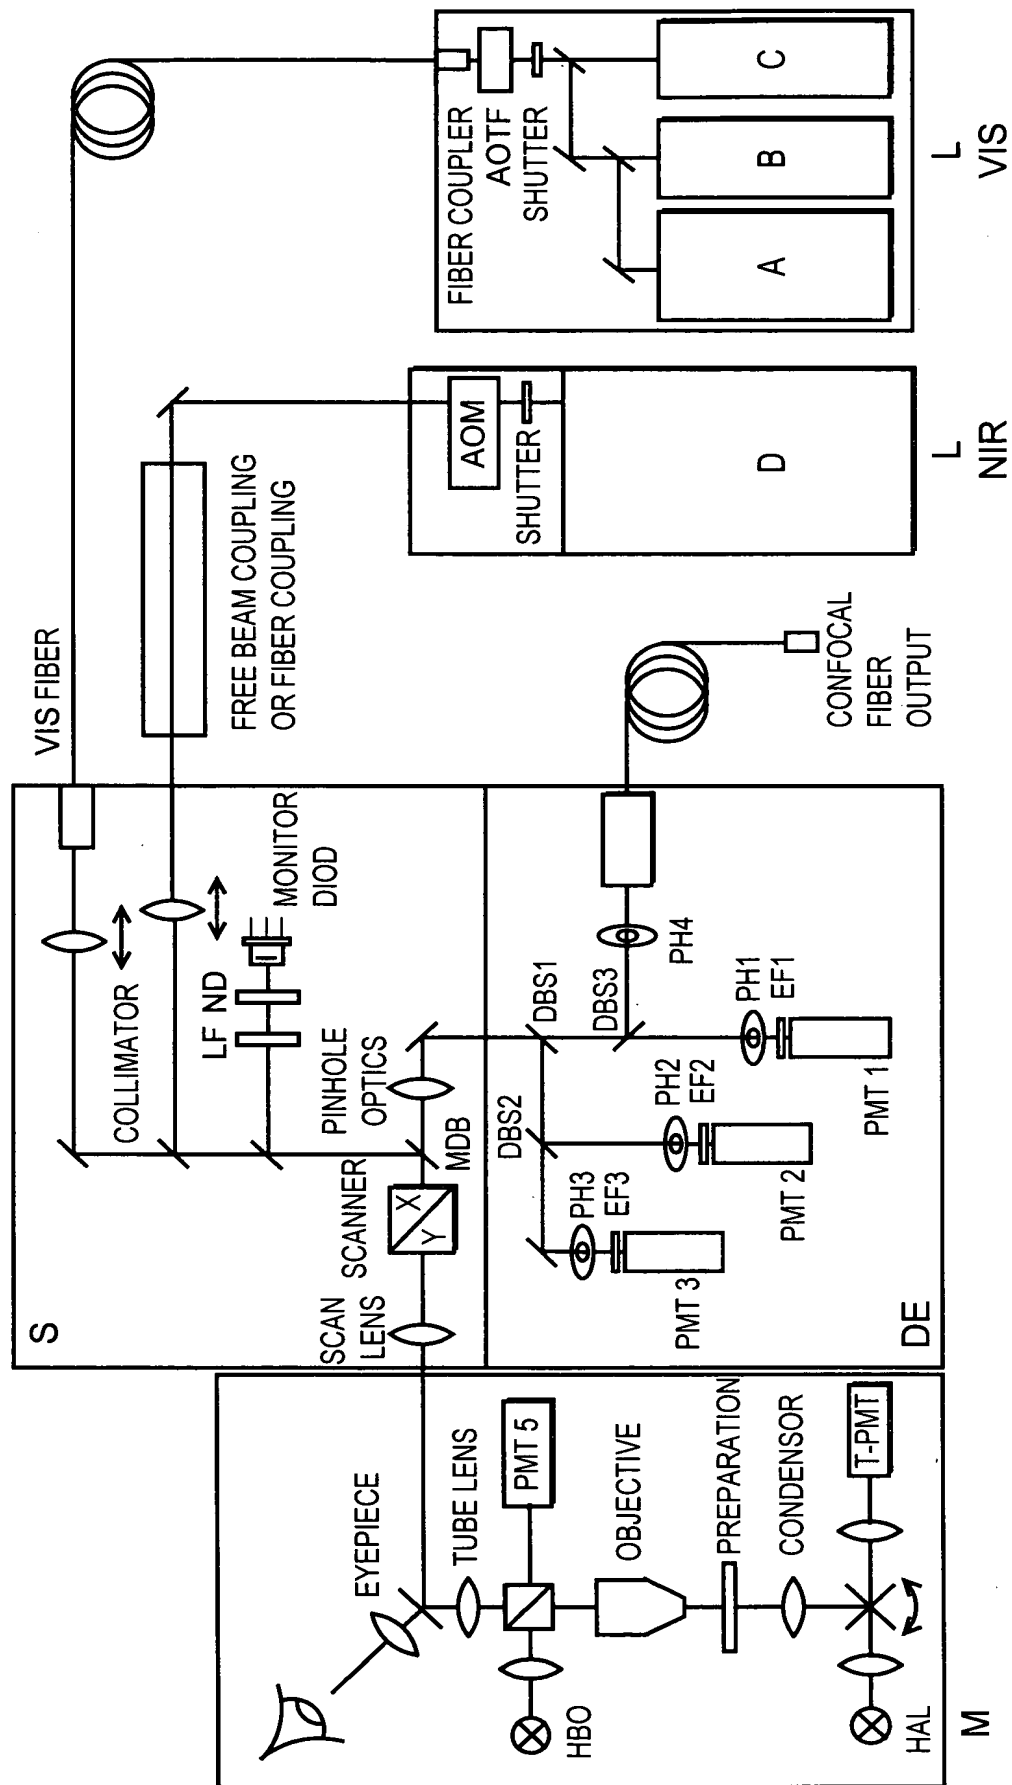 FIBER COUPLER
AOTF
SHUTTER
C
B
A
L
VIS
AOM
SHUTTER
D
L
NIR
FREE BEAM COUPLING
OR FIBER COUPLING
VIS FIBER
CONFOCAL
FIBER
OUTPUT
S
COLLIMATOR
LF ND
MONITOR
DIOD
PINHOLE
OPTICS
MDB
SCANNER
X
Y
SCAN
LENS
DBS1
DBS2
DBS3
PH4
PH1
EF1
PMT 1
PH2
EF2
PMT 2
PH3
EF3
PMT 3
DE
EYEPIECE
TUBE LENS
PMT 5
HBO
OBJECTIVE
PREPARATION
CONDENSOR
T-PMT
HAL
M